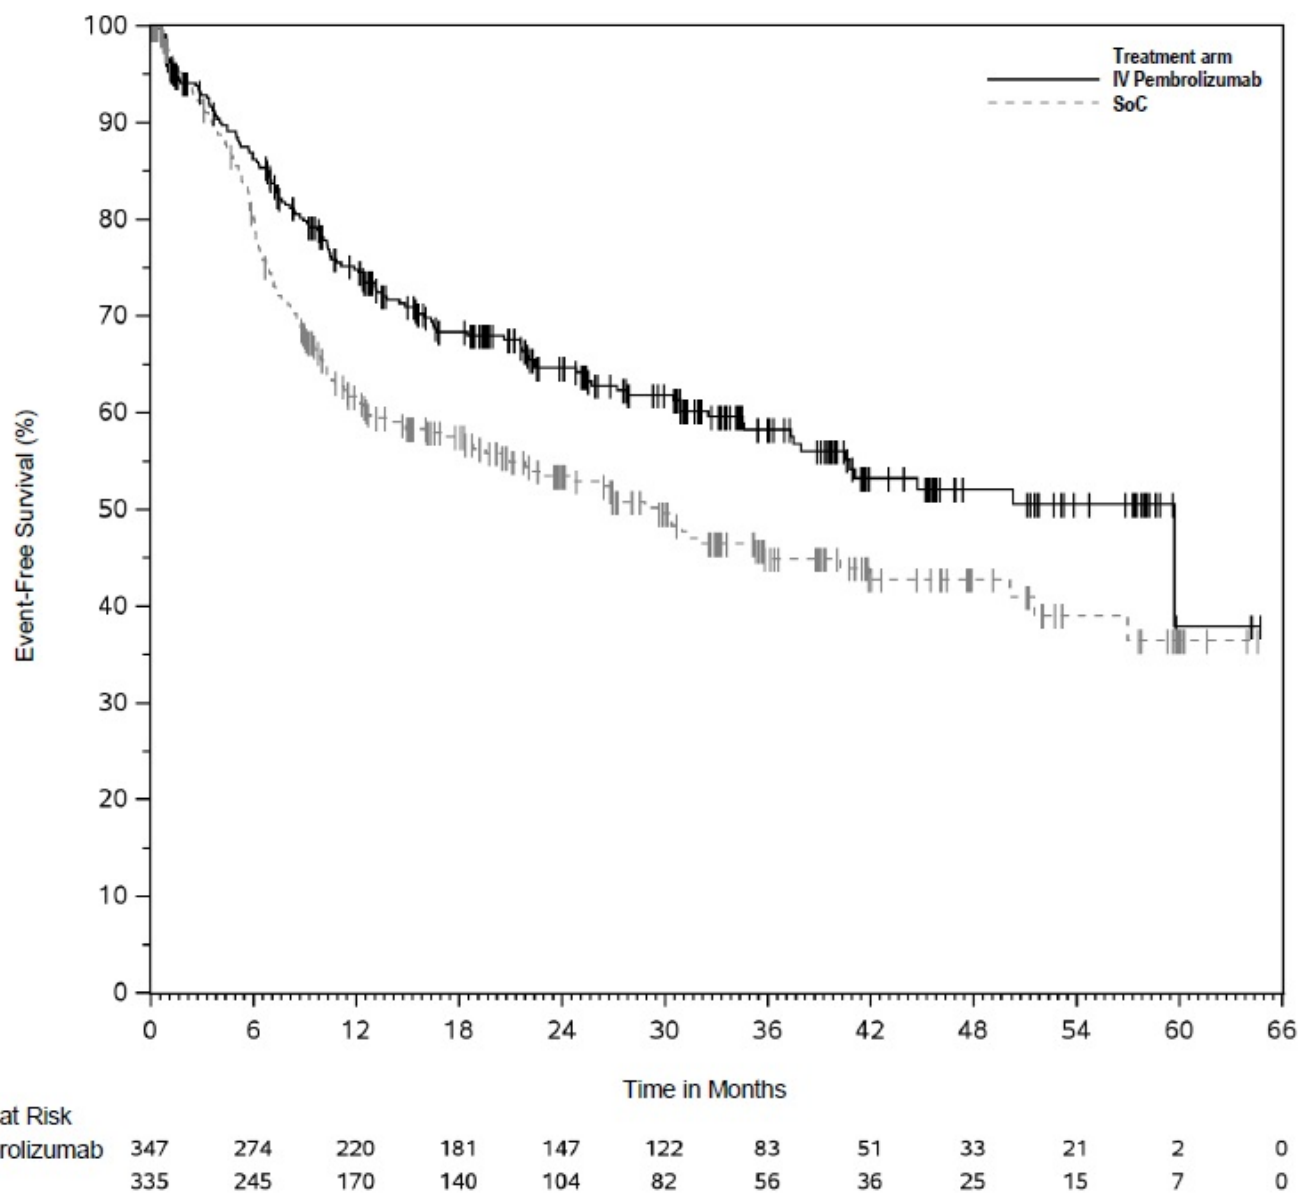 Treatment arm
IV Pembrolizumab
SoC
Event-Free Survival (%)
100
90
80
70
60
50
40
30
20
10
0
0 6 12 18 24 30 36 42 48 54 60 66
Time in Months
at Risk
rolizumab 347 274 220 181 147 122 83 51 33 21 2 0
335 245 170 140 104 82 56 36 25 15 7 0